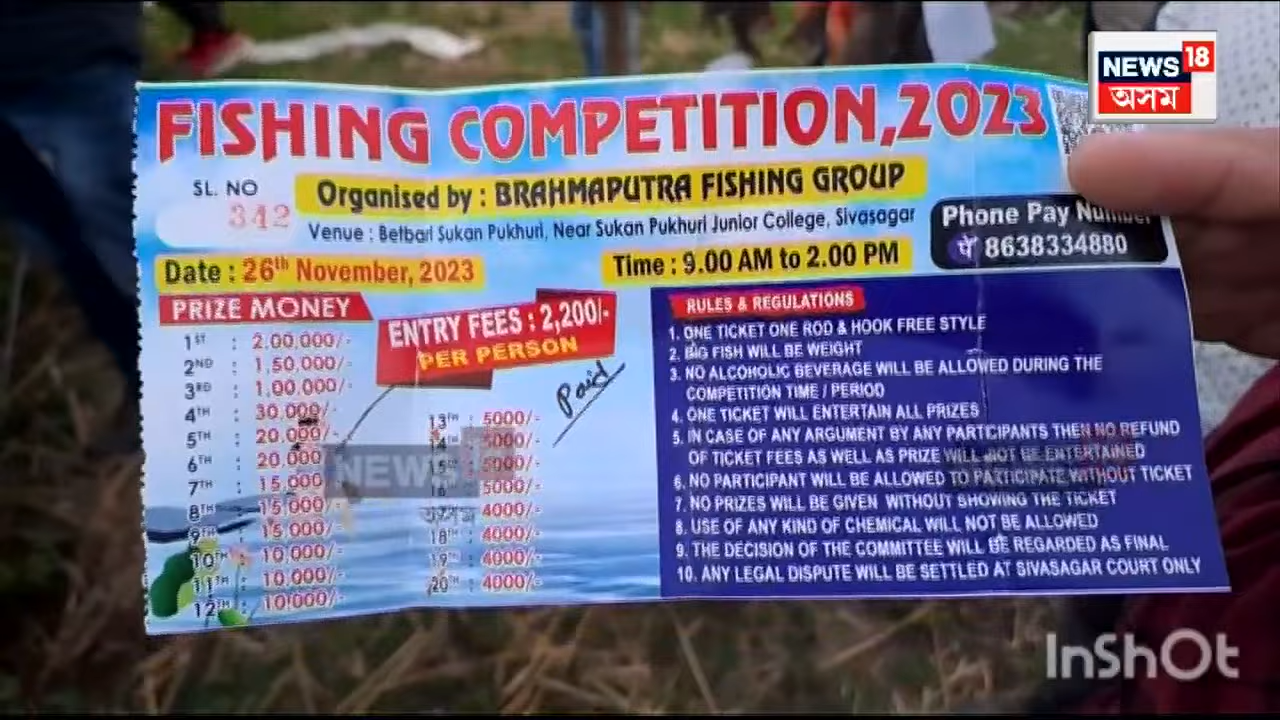 NEWS 18
অসম
FISHING COMPETITION,2023
SL. NO
342
Organised by : BRAHMAPUTRA FISHING GROUP
Venue : Betbari Sukan Pukhuri, Near Sukan Pukhuri Junior College, Sivasagar
Phone Pay Number
पे 8638334880
Date : 26th November, 2023
Time : 9.00 AM to 2.00 PM
PRIZE MONEY
1ST : 2,00,000/-
2ND : 1,50,000/-
3RD : 1,00,000/-
4TH : 30,000/-
5TH : 20,000/-
6TH : 20,000
7TH : 15,000
8TH : 15,000/-
9TH : 15,000/-
10TH : 10,000/-
11TH : 10,000/-
12TH : 10,000/-
ENTRY FEES : 2,200/-
PER PERSON
Paid
13TH : 5000/-
5000/-
15TH : 5000/-
16 : 5000/-
4000/-
18TH : 4000/-
19TH : 4000/-
20TH : 4000/-
RULES & REGULATIONS
1. ONE TICKET ONE ROD & HOOK FREE STYLE
2. BIG FISH WILL BE WEIGHT
3. NO ALCOHOLIC BEVERAGE WILL BE ALLOWED DURING THE
COMPETITION TIME / PERIOD
4. ONE TICKET WILL ENTERTAIN ALL PRIZES
5. IN CASE OF ANY ARGUMENT BY ANY PARTICIPANTS THEN NO REFUND
OF TICKET FEES AS WELL AS PRIZE WILL NOT BE ENTERTAINED
6. NO PARTICIPANT WILL BE ALLOWED TO PARTICIPATE WITHOUT TICKET
7. NO PRIZES WILL BE GIVEN WITHOUT SHOWING THE TICKET
8. USE OF ANY KIND OF CHEMICAL WILL NOT BE ALLOWED
9. THE DECISION OF THE COMMITTEE WILL BE REGARDED AS FINAL
10. ANY LEGAL DISPUTE WILL BE SETTLED AT SIVASAGAR COURT ONLY
NEWS
InShOt